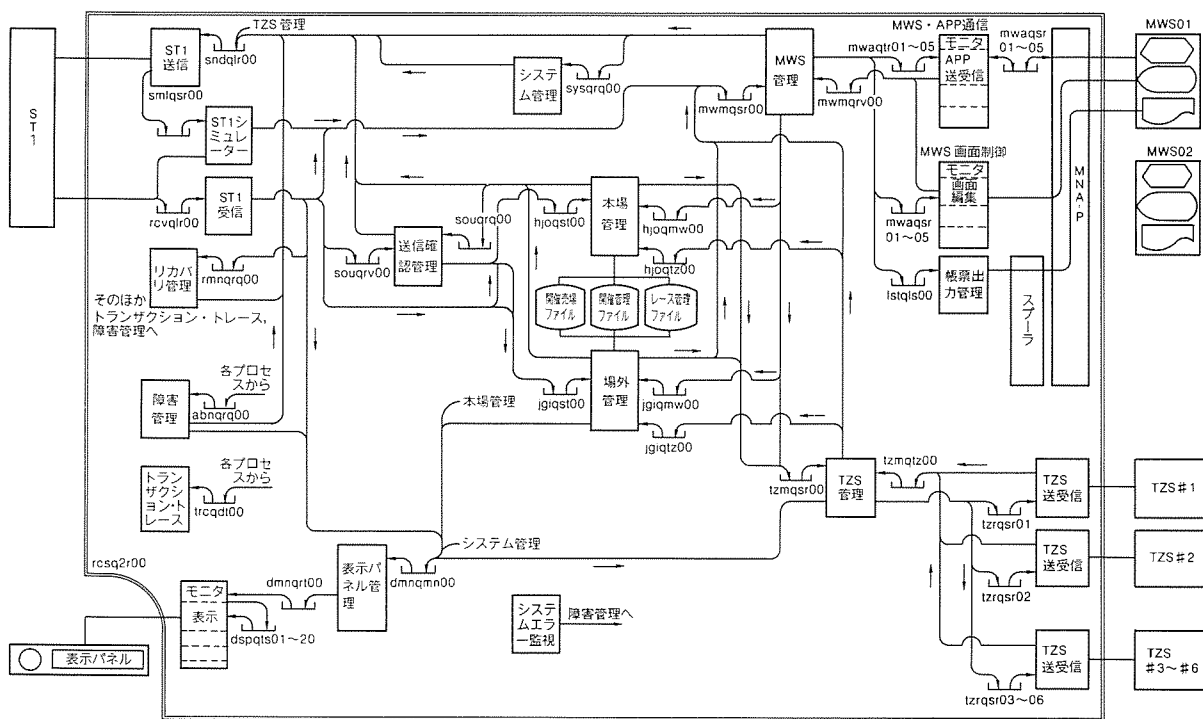 TZS 管理
ST1
ST1
送信
sndqlr00
smlqsr00
ST1シ
ミュレ
ーター
ST1
受信
rcvqlr00
リカバ
リ管理
rmnqrq00
そのほか
トランザクション・トレース,
障害管理へ
障害
管理
各プロセ
スから
abnqrq00
トラン
ザクシ
ョン・ト
レース
各プロセ
スから
trcqdt00
rcsq2r00
システ
ム管理
sysqrq00
MWS
管理
mwmqsr00
mwmqrv00
mwaqtr01〜05
MWS・APP通信
モニタ
APP
送受信
mwaqsr
01〜05
MNA-P
MWS01
MWS02
MWS 画面制御
モニタ
画面
編集
mwaqsr
01〜05
帳票出
力管理
lstqls00
スプーラ
送信確
認管理
souqrq00
souqrv00
本場
管理
hjoqst00
hjoqmw00
hjoqtz00
開催売場
ファイル
開催管理
ファイル
レース管理
ファイル
場外
管理
jgiqst00
jgiqmw00
jgiqtz00
本場管理
システム管理
表示パ
ネル管
理
dmnqmn00
dmnqrt00
モニタ
表示
dspqts01〜20
表示パネル
システ
ムエラ
ー監視
障害管理へ
TZS
管理
tzmqsr00
tzmqtz00
TZS
送受信
tzrqsr01
TZS#1
TZS
送受信
tzrqsr02
TZS#2
TZS
送受信
tzrqsr03〜06
TZS
#3〜#6